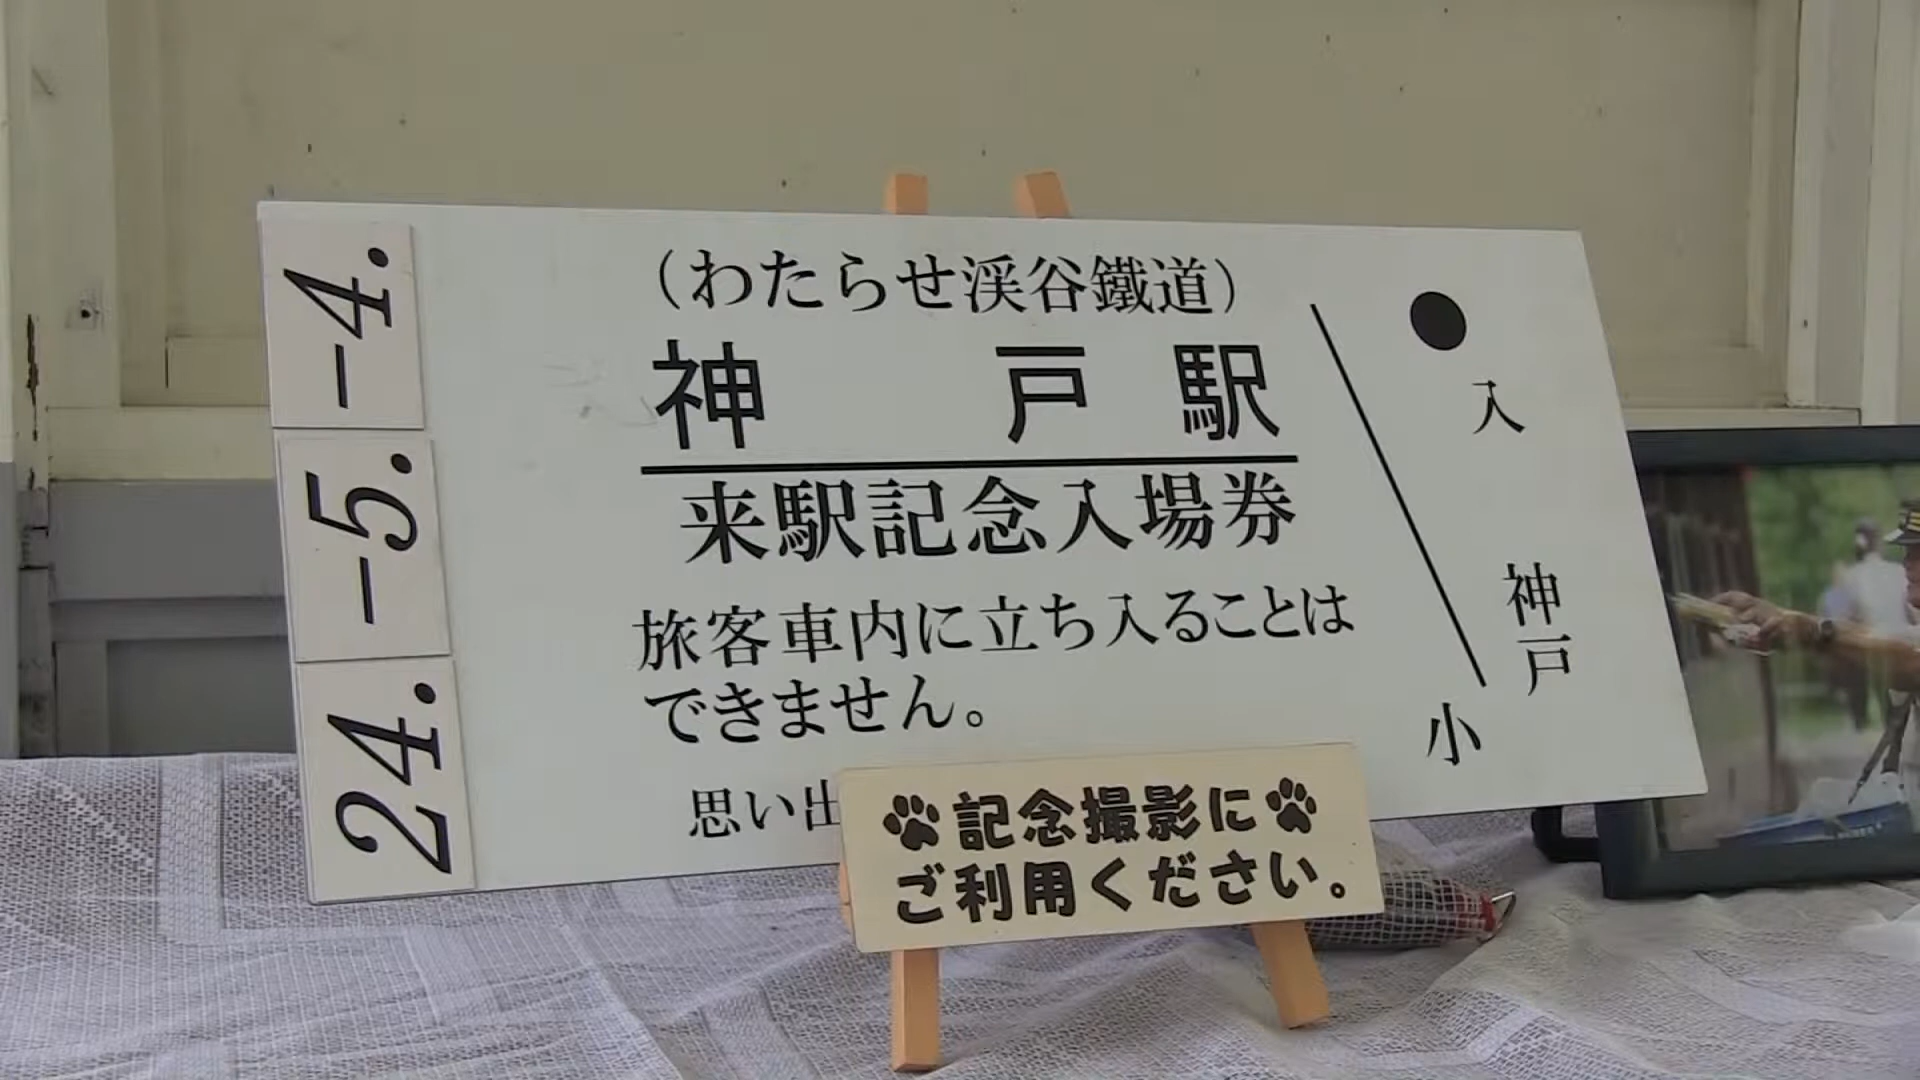 24.-5.-4.
（わたらせ渓谷鐵道）
神 戸 駅
来駅記念入場券
旅客車内に立ち入ることは
できません。
思い出
入
神戸
小
記念撮影に
ご利用ください。